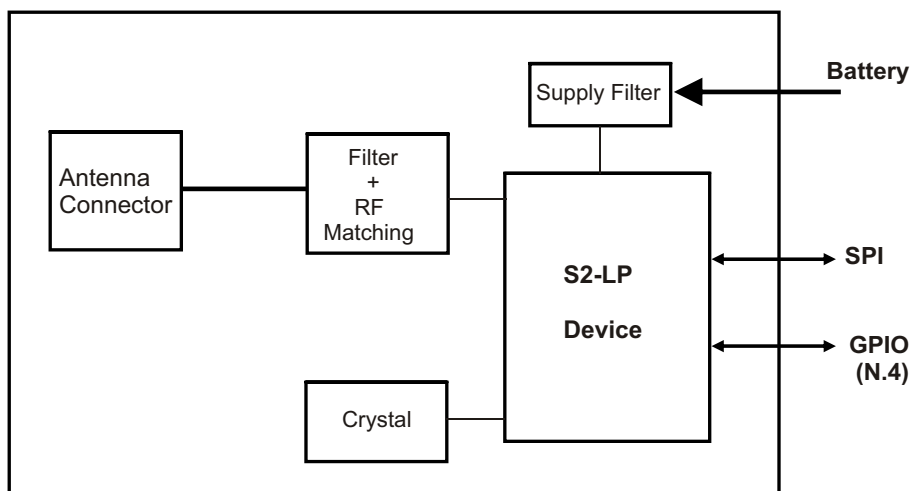 Battery
Supply Filter
Antenna
Connector
Filter
+
RF
Matching
S2-LP
Device
SPI
GPIO
(N.4)
Crystal